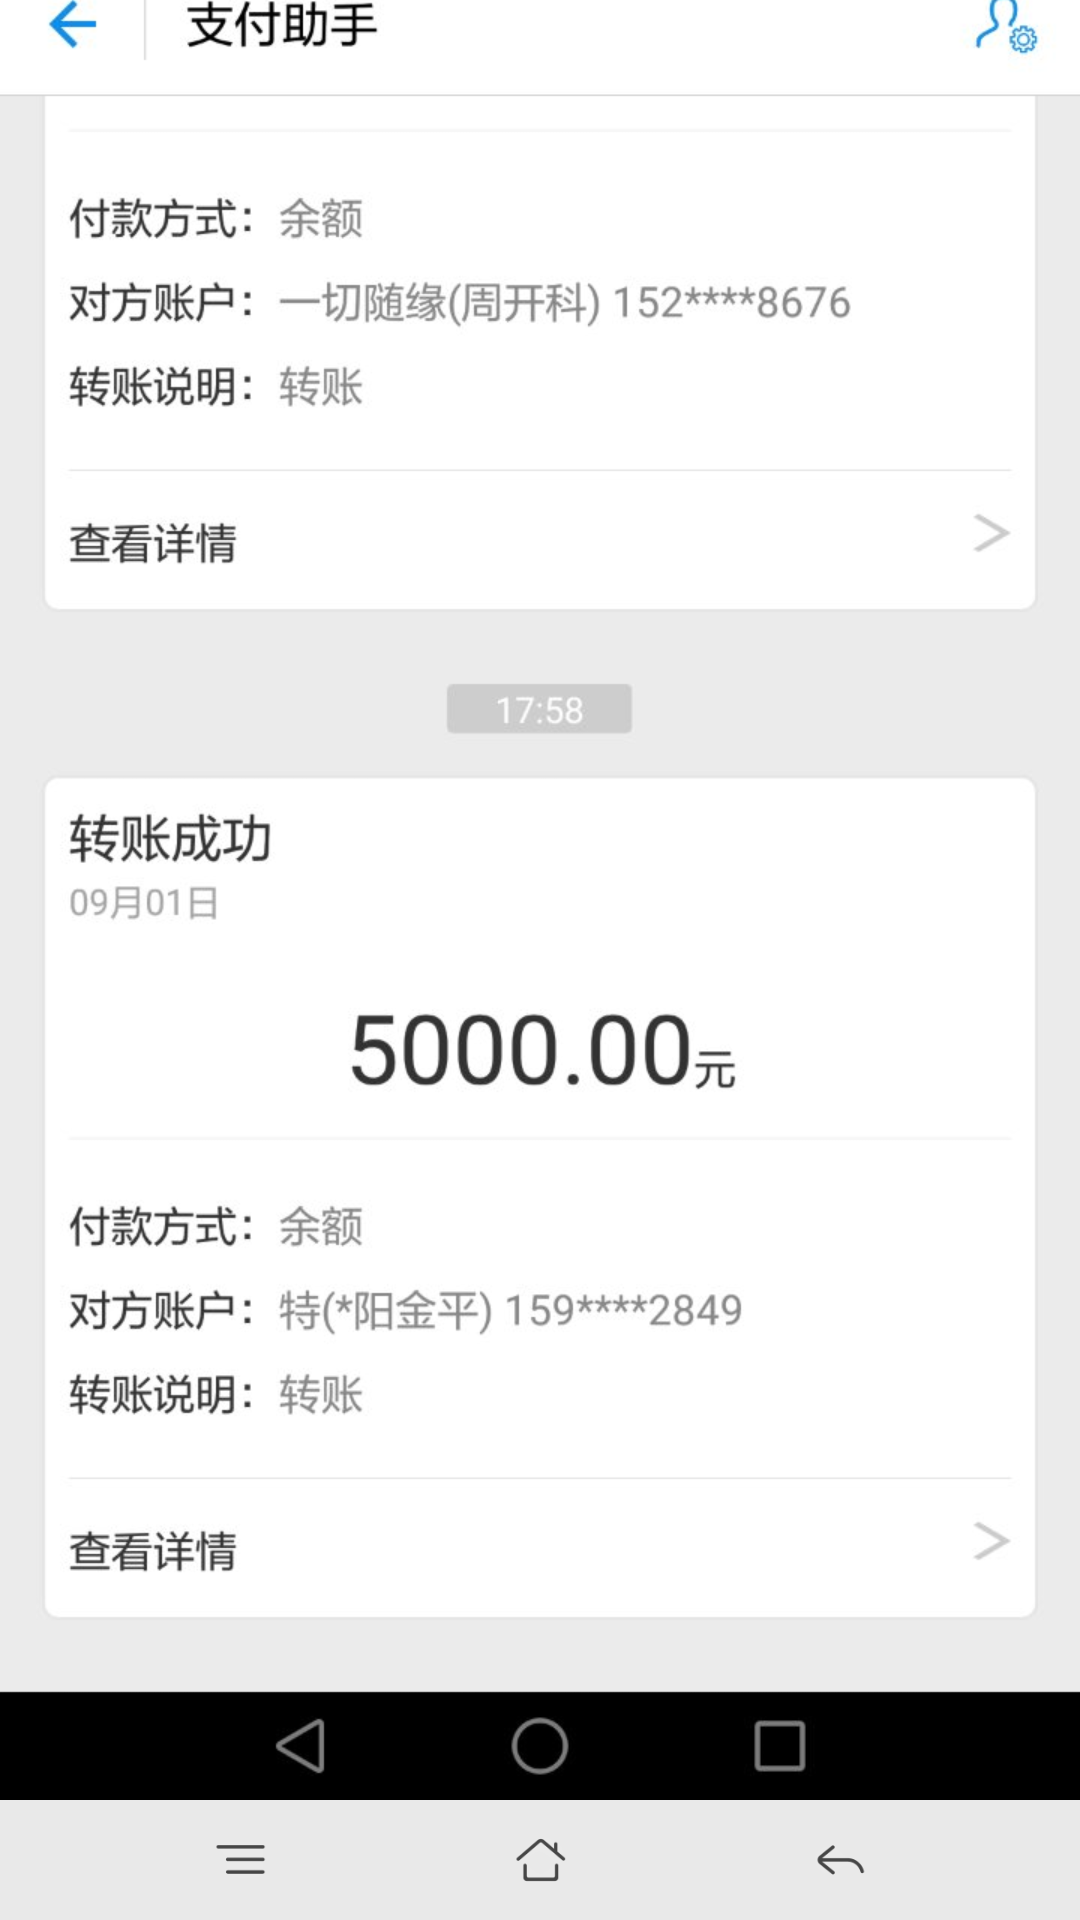 支付助手
付款方式：余额
对方账户：一切随缘(周开科) 152****8676
转账说明：转账
查看详情
17:58
转账成功
09月01日
5000.00元
付款方式：余额
对方账户：特(*阳金平) 159****2849
转账说明：转账
查看详情